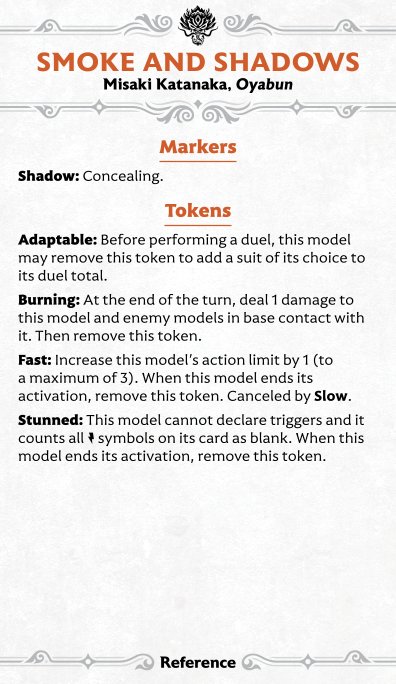 SMOKE AND SHADOWS
Misaki Katanaka, Oyabun
Markers
Shadow: Concealing.
Tokens
Adaptable: Before performing a duel, this model
may remove this token to add a suit of its choice to
its duel total.
Burning: At the end of the turn, deal 1 damage to
this model and enemy models in base contact with
it. Then remove this token.
Fast: Increase this model's action limit by 1 (to
a maximum of 3). When this model ends its
activation, remove this token. Canceled by Slow.
Stunned: This model cannot declare triggers and it
counts all symbols on its card as blank. When this
model ends its activation, remove this token.
Reference